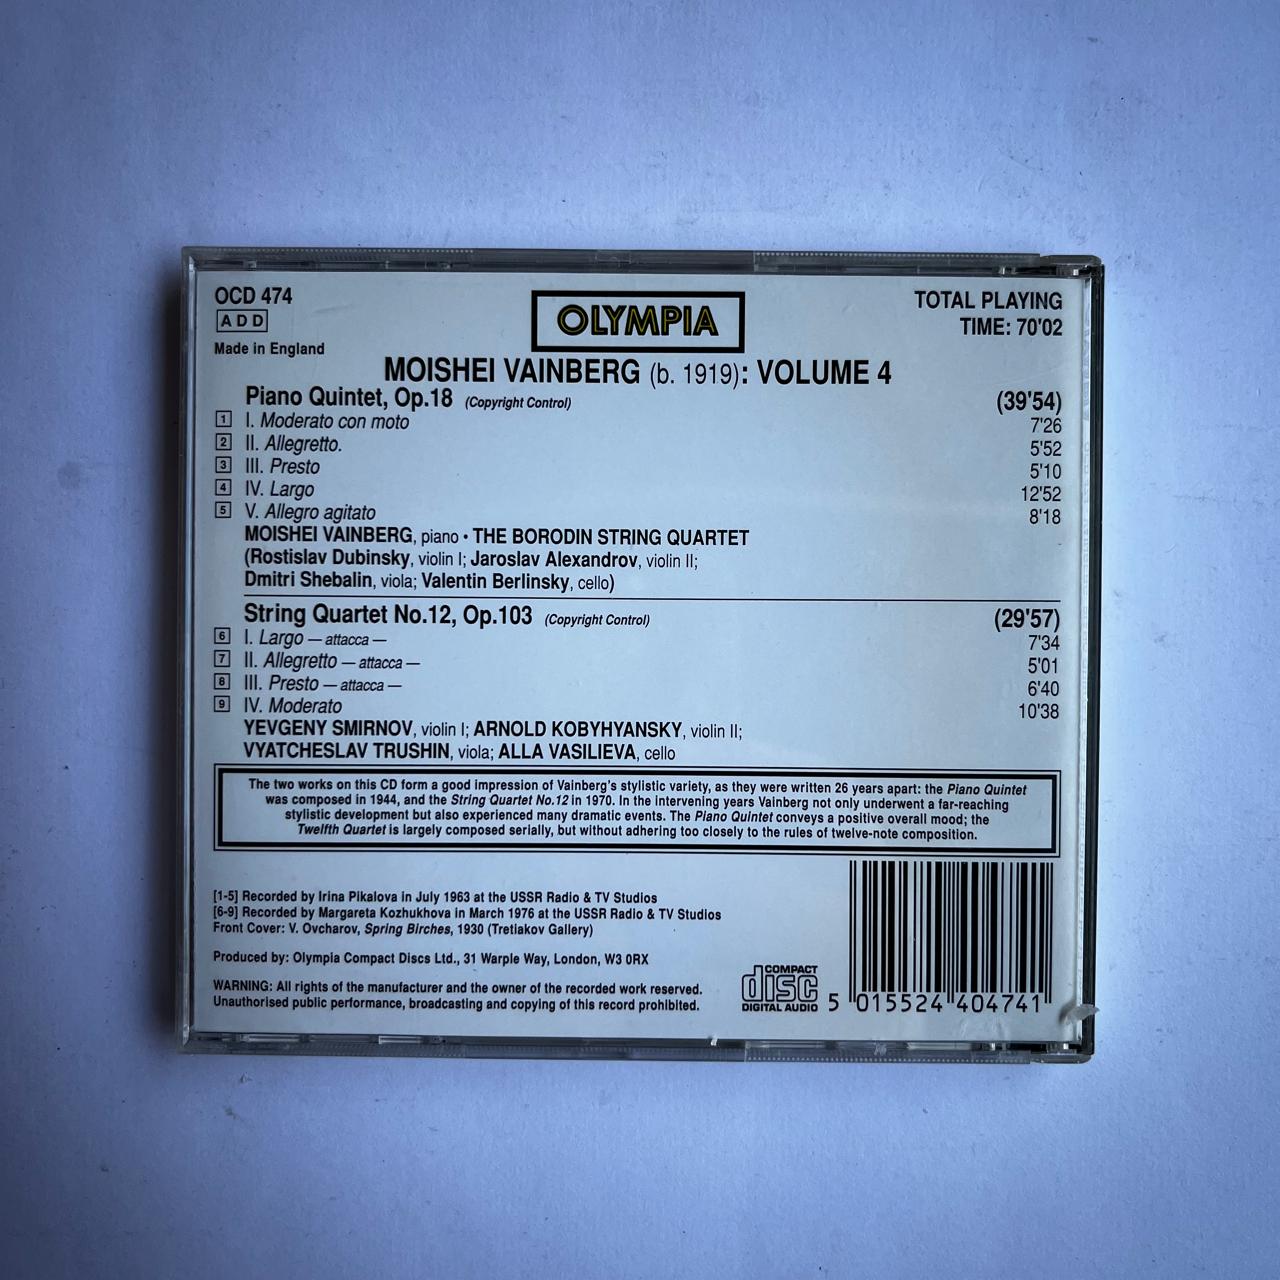 OCD 474
ADD
Made in England
OLYMPIA
TOTAL PLAYING
TIME: 70'02
MOISHEI VAINBERG (b. 1919): VOLUME 4
Piano Quintet, Op.18 (Copyright Control) (39'54)
1 I. Moderato con moto 7'26
2 II. Allegretto. 5'52
3 III. Presto 5'10
4 IV. Largo 12'52
5 V. Allegro agitato 8'18
MOISHEI VAINBERG, piano • THE BORODIN STRING QUARTET
(Rostislav Dubinsky, violin I; Jaroslav Alexandrov, violin II;
Dmitri Shebalin, viola; Valentin Berlinsky, cello)
String Quartet No.12, Op.103 (Copyright Control) (29'57)
6 I. Largo — attacca — 7'34
7 II. Allegretto — attacca — 5'01
8 III. Presto — attacca — 6'40
9 IV. Moderato 10'38
YEVGENY SMIRNOV, violin I; ARNOLD KOBYHYANSKY, violin II;
VYATCHESLAV TRUSHIN, viola; ALLA VASILIEVA, cello
The two works on this CD form a good impression of Vainberg's stylistic variety, as they were written 26 years apart: the Piano Quintet
was composed in 1944, and the String Quartet No.12 in 1970. In the intervening years Vainberg not only underwent a far-reaching
stylistic development but also experienced many dramatic events. The Piano Quintet conveys a positive overall mood; the
Twelfth Quartet is largely composed serially, but without adhering too closely to the rules of twelve-note composition.
[1-5] Recorded by Irina Pikalova in July 1963 at the USSR Radio & TV Studios
[6-9] Recorded by Margareta Kozhukhova in March 1976 at the USSR Radio & TV Studios
Front Cover: V. Ovcharov, Spring Birches, 1930 (Tretiakov Gallery)
Produced by: Olympia Compact Discs Ltd., 31 Warple Way, London, W3 0RX
WARNING: All rights of the manufacturer and the owner of the recorded work reserved.
Unauthorised public performance, broadcasting and copying of this record prohibited.
COMPACT
disc
DIGITAL AUDIO
5 015524 404741